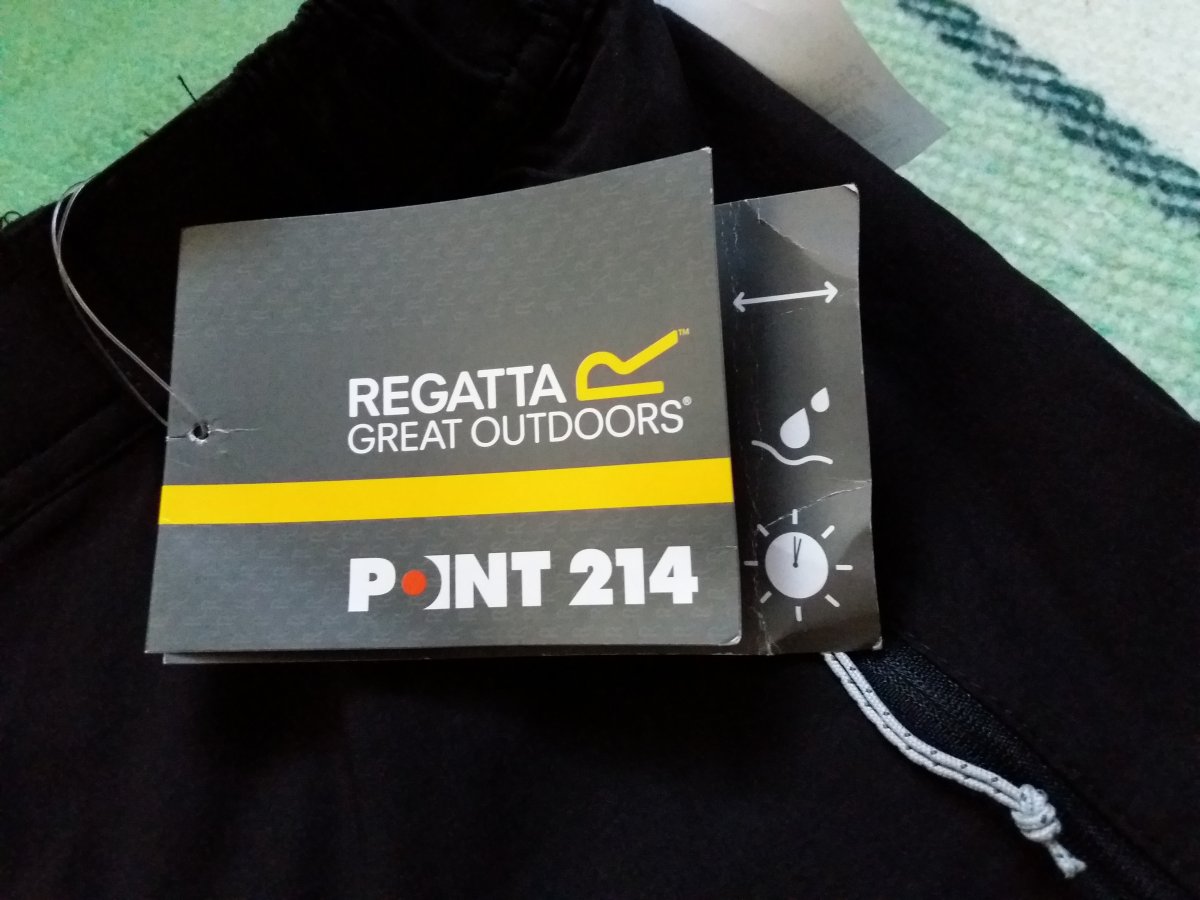 REGATTA
GREAT OUTDOORS®
POINT 214